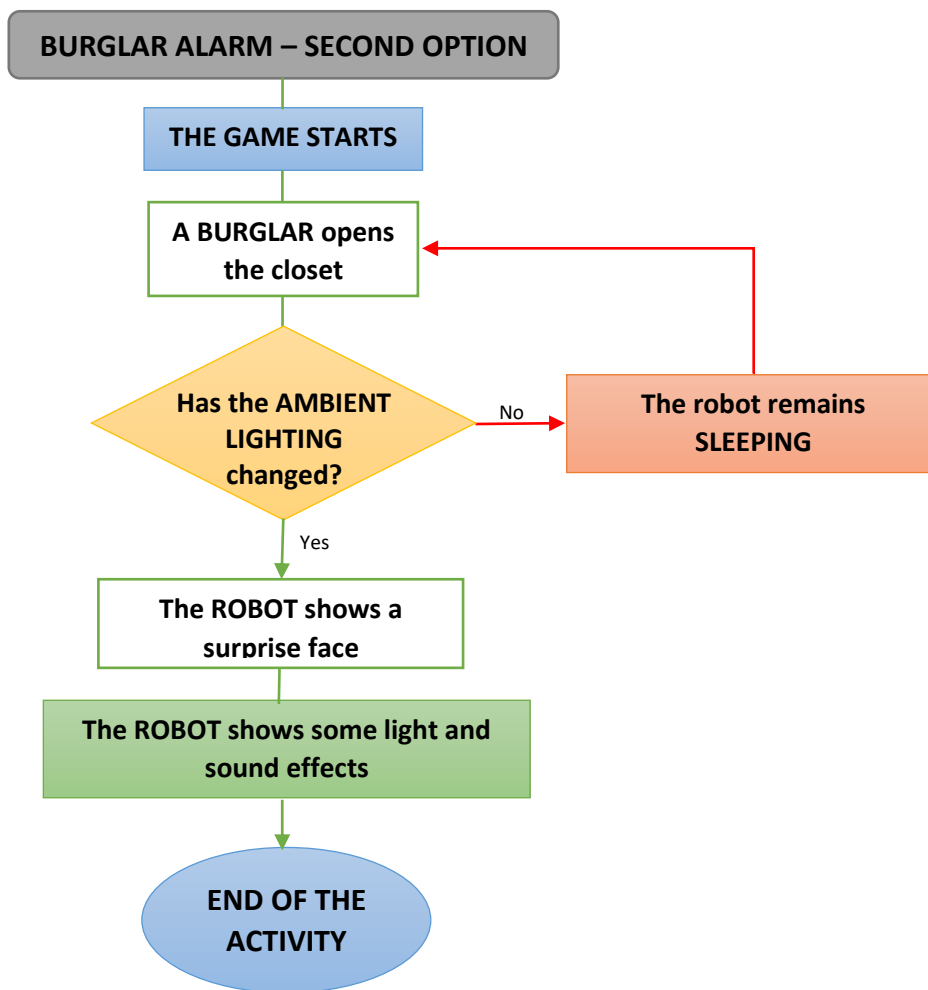 BURGLAR ALARM – SECOND OPTION
THE GAME STARTS
A BURGLAR opens
the closet
Has the AMBIENT
LIGHTING
changed?
No
The robot remains
SLEEPING
Yes
The ROBOT shows a
surprise face
The ROBOT shows some light and
sound effects
END OF THE
ACTIVITY